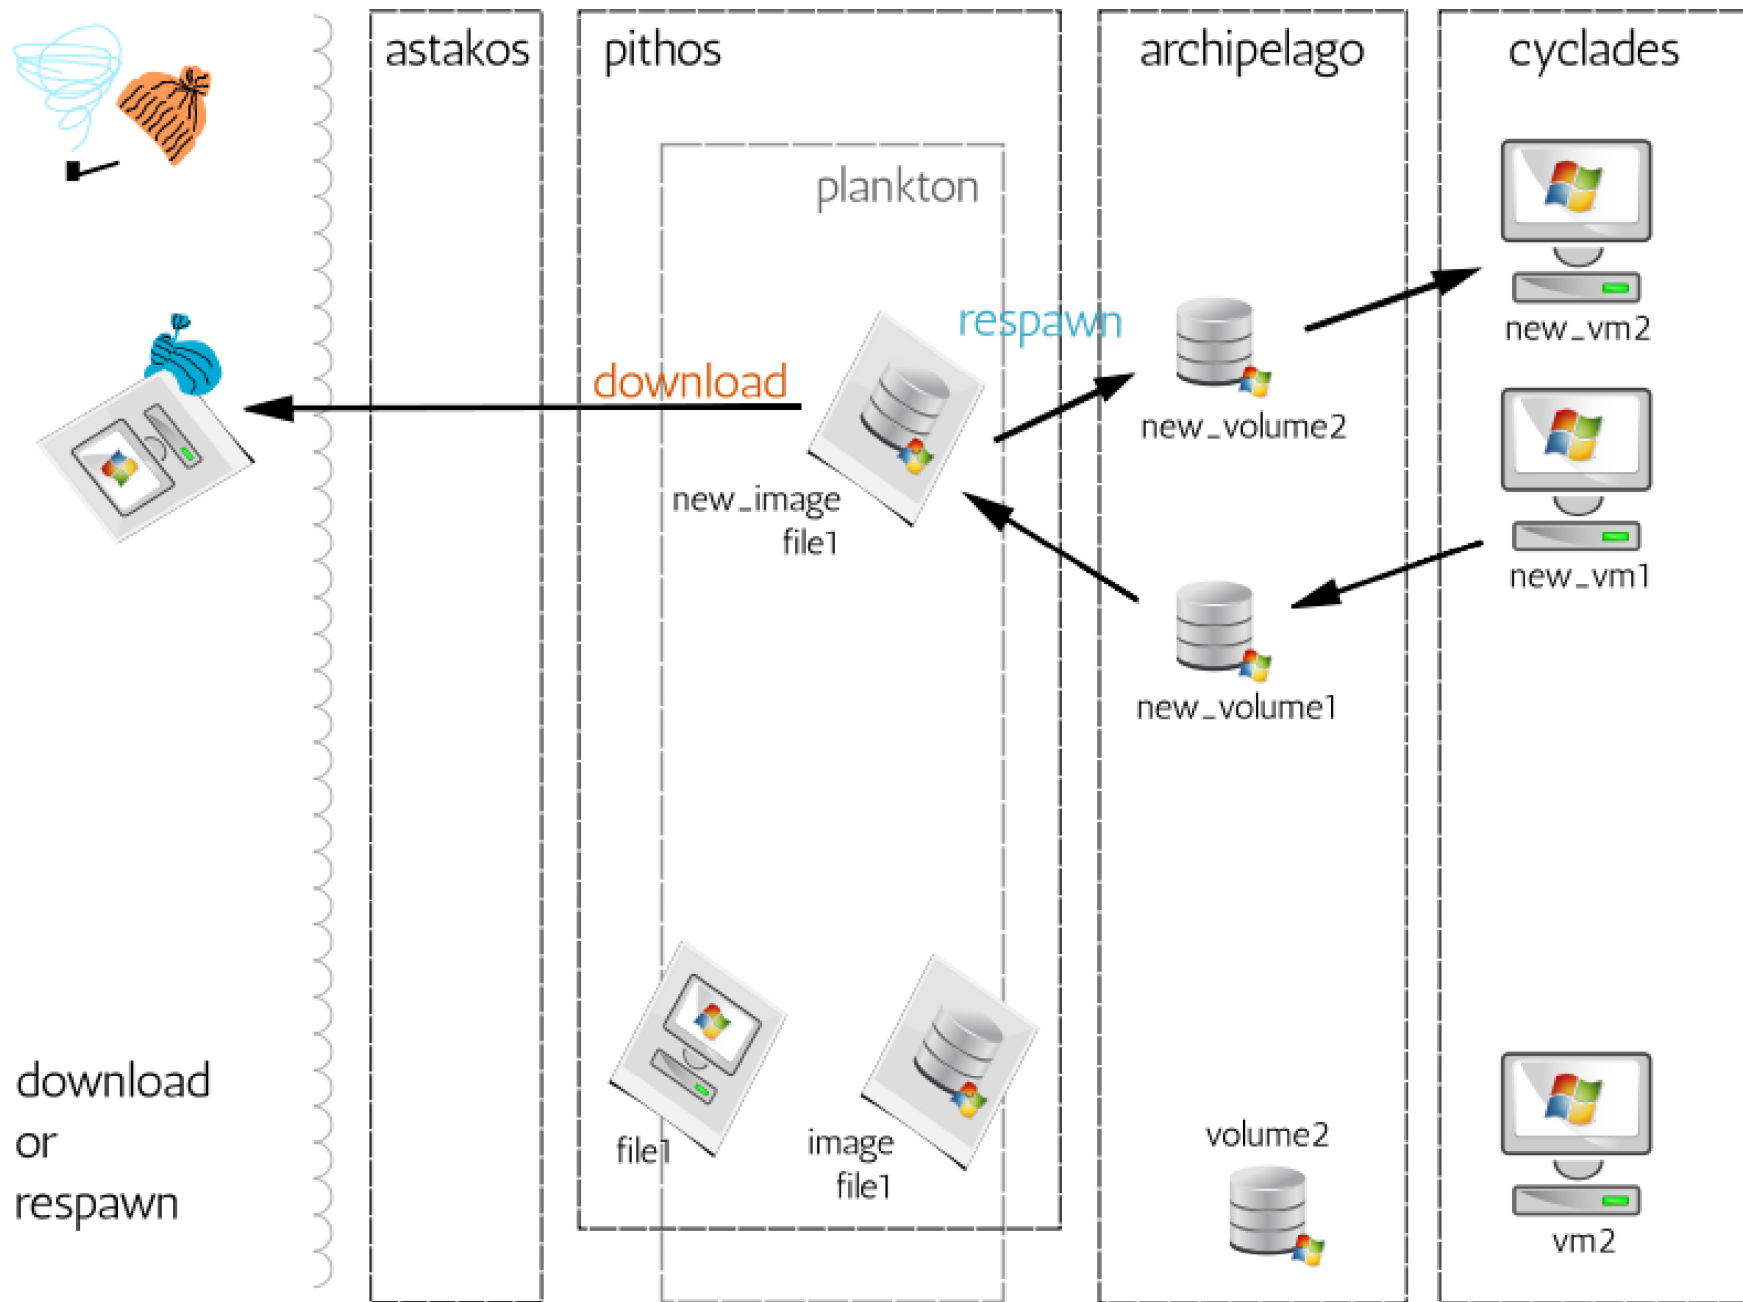 astakos
pithos
archipelago
cyclades
plankton
respawn
download
new_vm2
new_volume2
new_image
file1
new_vm1
new_volume1
download
or
respawn
file1
image
file1
volume2
vm2